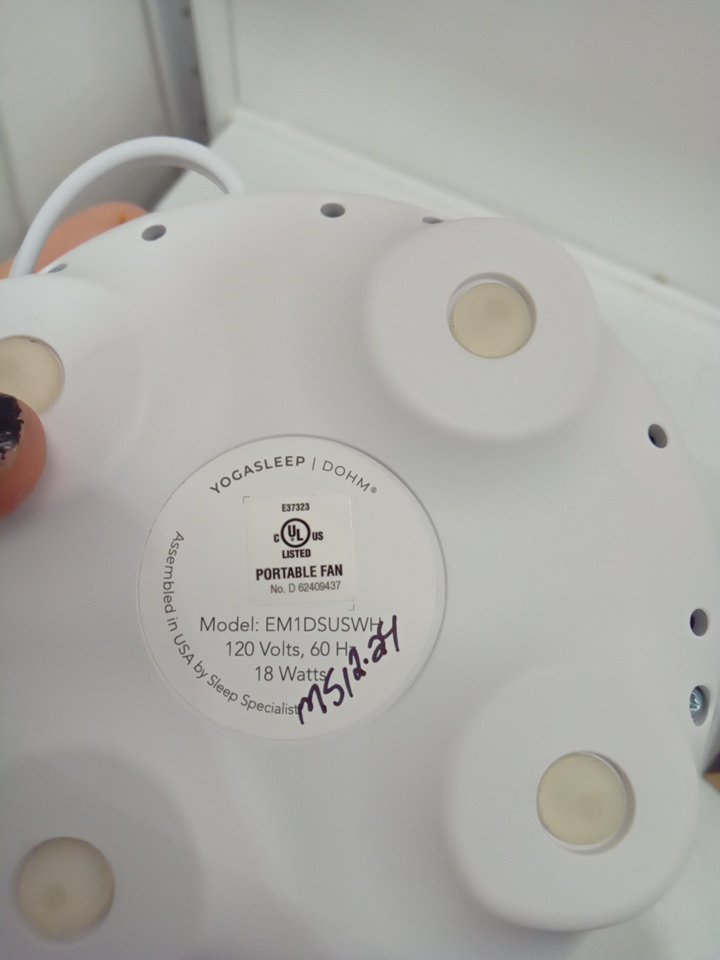 YOGASLEEP | DOHM®
E37323
C UL US
LISTED
PORTABLE FAN
No. D 62409437
Model: EM1DSUSWH
120 Volts, 60 H
18 Watts
Assembled in USA by Sleep Specialist
MS12.24